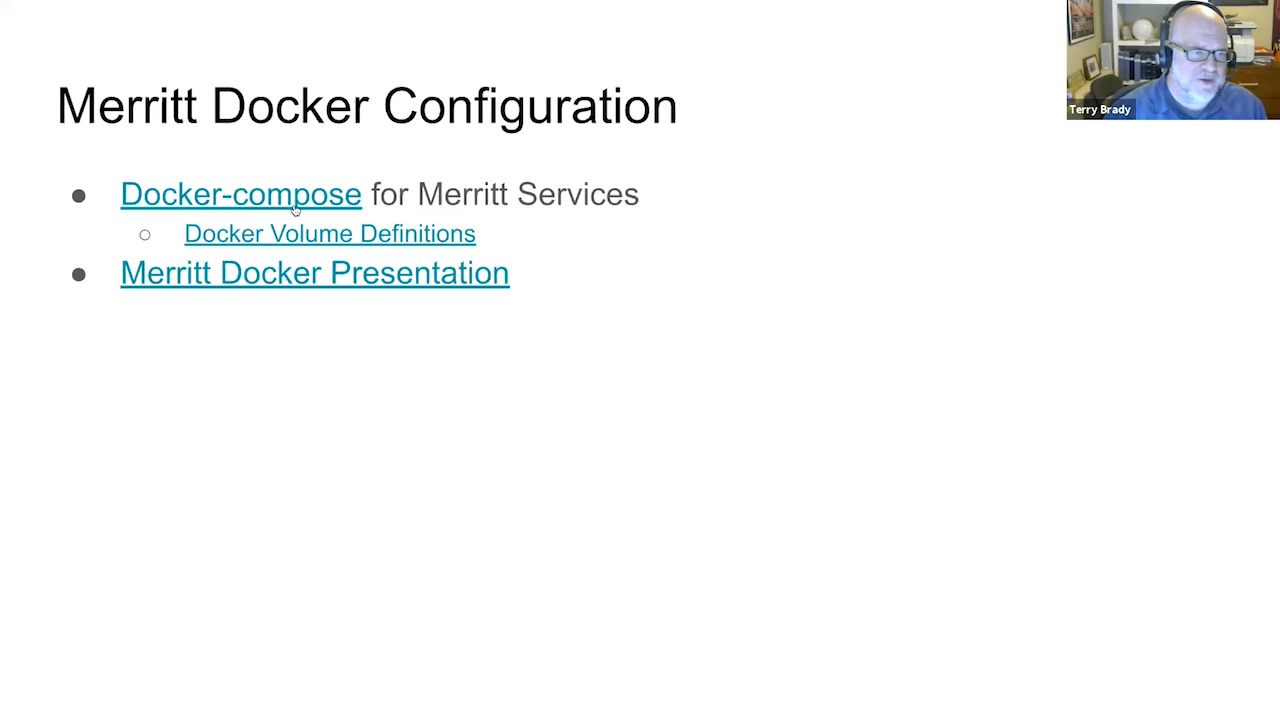 Merritt Docker Configuration
● Docker-compose for Merritt Services
○ Docker Volume Definitions
● Merritt Docker Presentation
Terry Brady